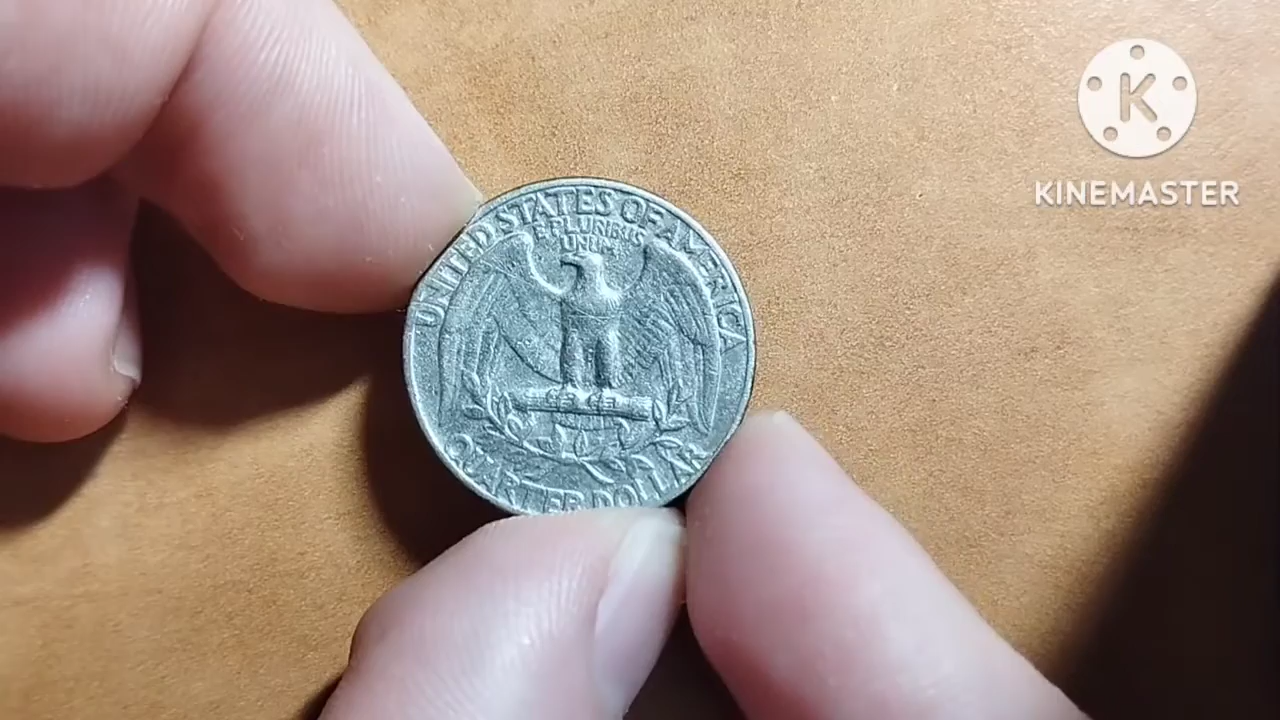 UNITED STATES OF AMERICA
E PLURIBUS
UNUM
QUARTER DOLLAR
K
KINEMASTER